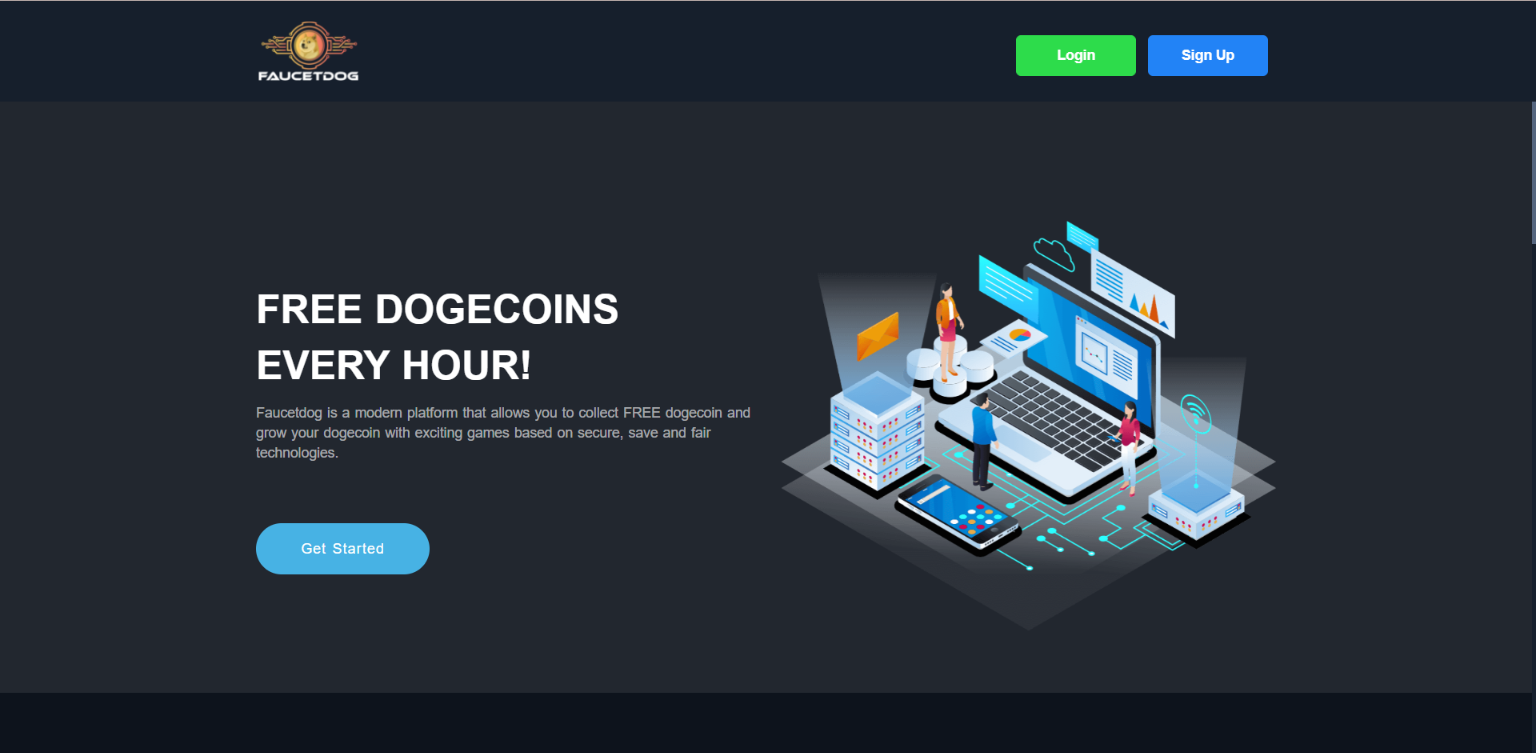 FAUCETDOG
Login
Sign Up
FREE DOGECOINS
EVERY HOUR!
Faucetdog is a modern platform that allows you to collect FREE dogecoin and
grow your dogecoin with exciting games based on secure, save and fair
technologies.
Get Started